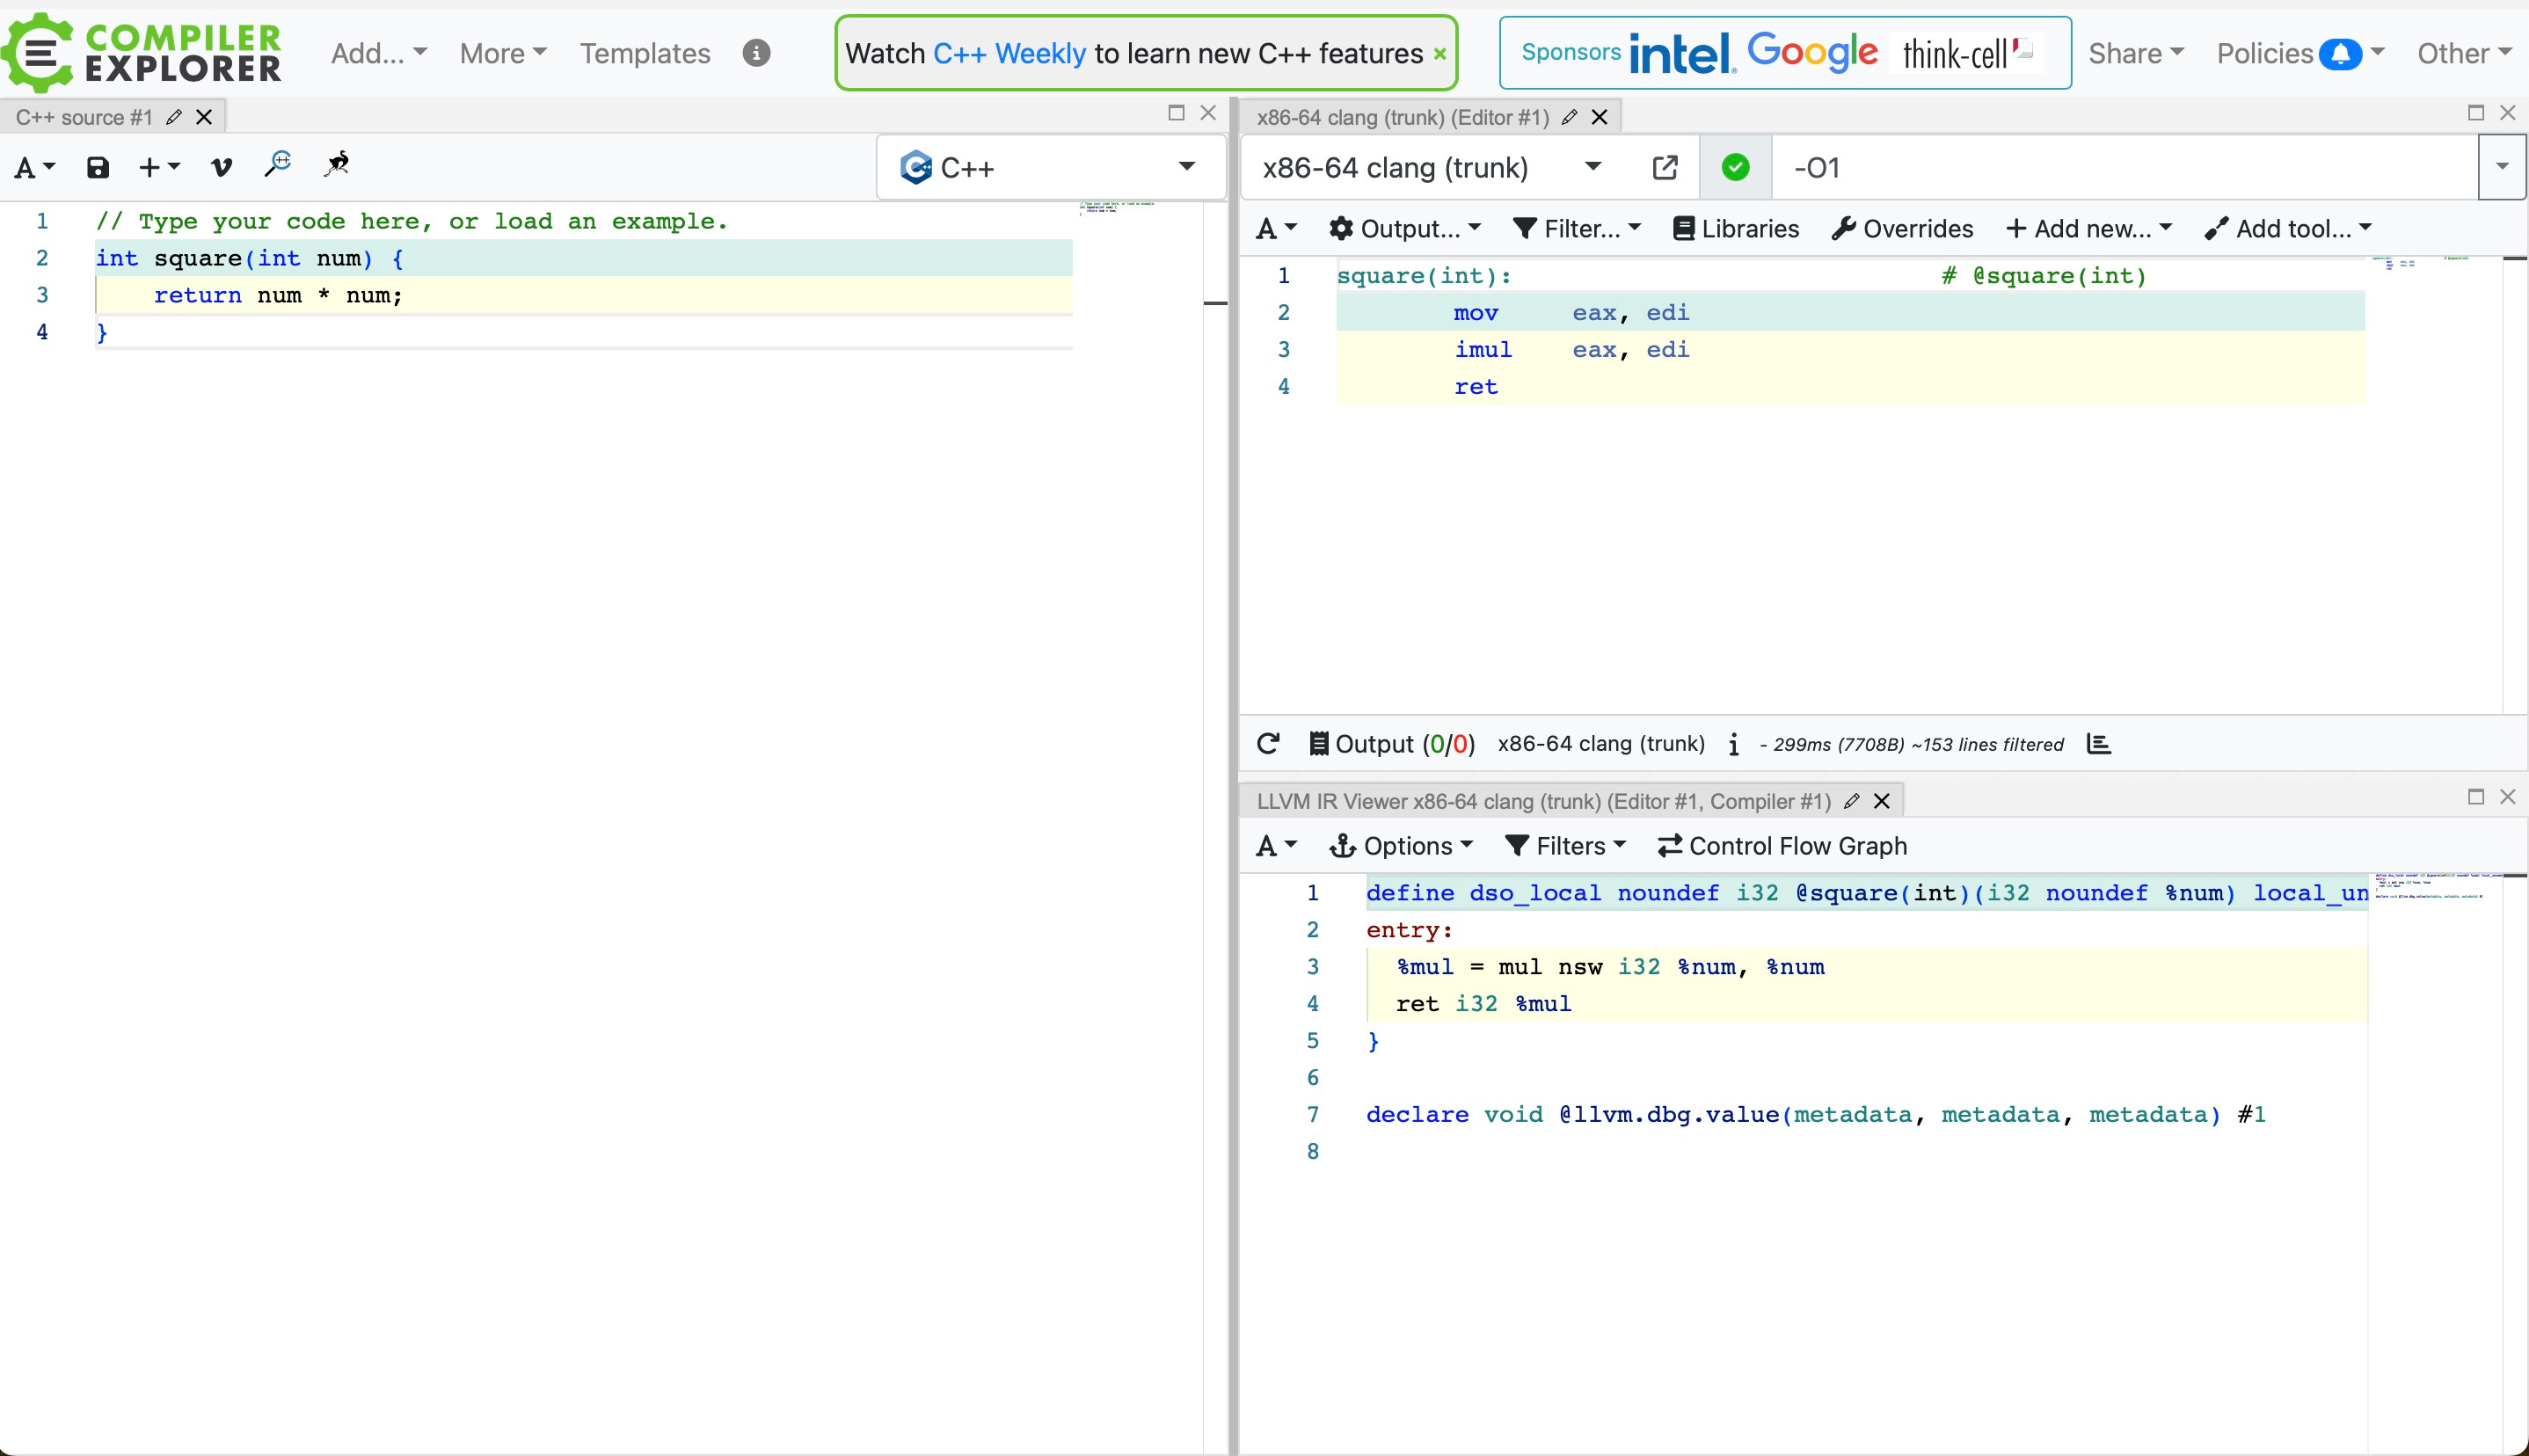 COMPILER EXPLORER Add... More Templates Watch C++ Weekly to learn new C++ features × Sponsors intel. Google think-cell Share Policies Other
C++ source #1
A + C++
1 // Type your code here, or load an example.
2 int square(int num) {
3 return num * num;
4 }
x86-64 clang (trunk) (Editor #1)
x86-64 clang (trunk) -O1
A Output... Filter... Libraries Overrides + Add new... Add tool...
1 square(int): # @square(int)
2 mov eax, edi
3 imul eax, edi
4 ret
Output (0/0) x86-64 clang (trunk) i - 299ms (7708B) ~153 lines filtered
LLVM IR Viewer x86-64 clang (trunk) (Editor #1, Compiler #1)
A Options Filters Control Flow Graph
1 define dso_local noundef i32 @square(int)(i32 noundef %num) local_un
2 entry:
3 %mul = mul nsw i32 %num, %num
4 ret i32 %mul
5 }
6
7 declare void @llvm.dbg.value(metadata, metadata, metadata) #1
8